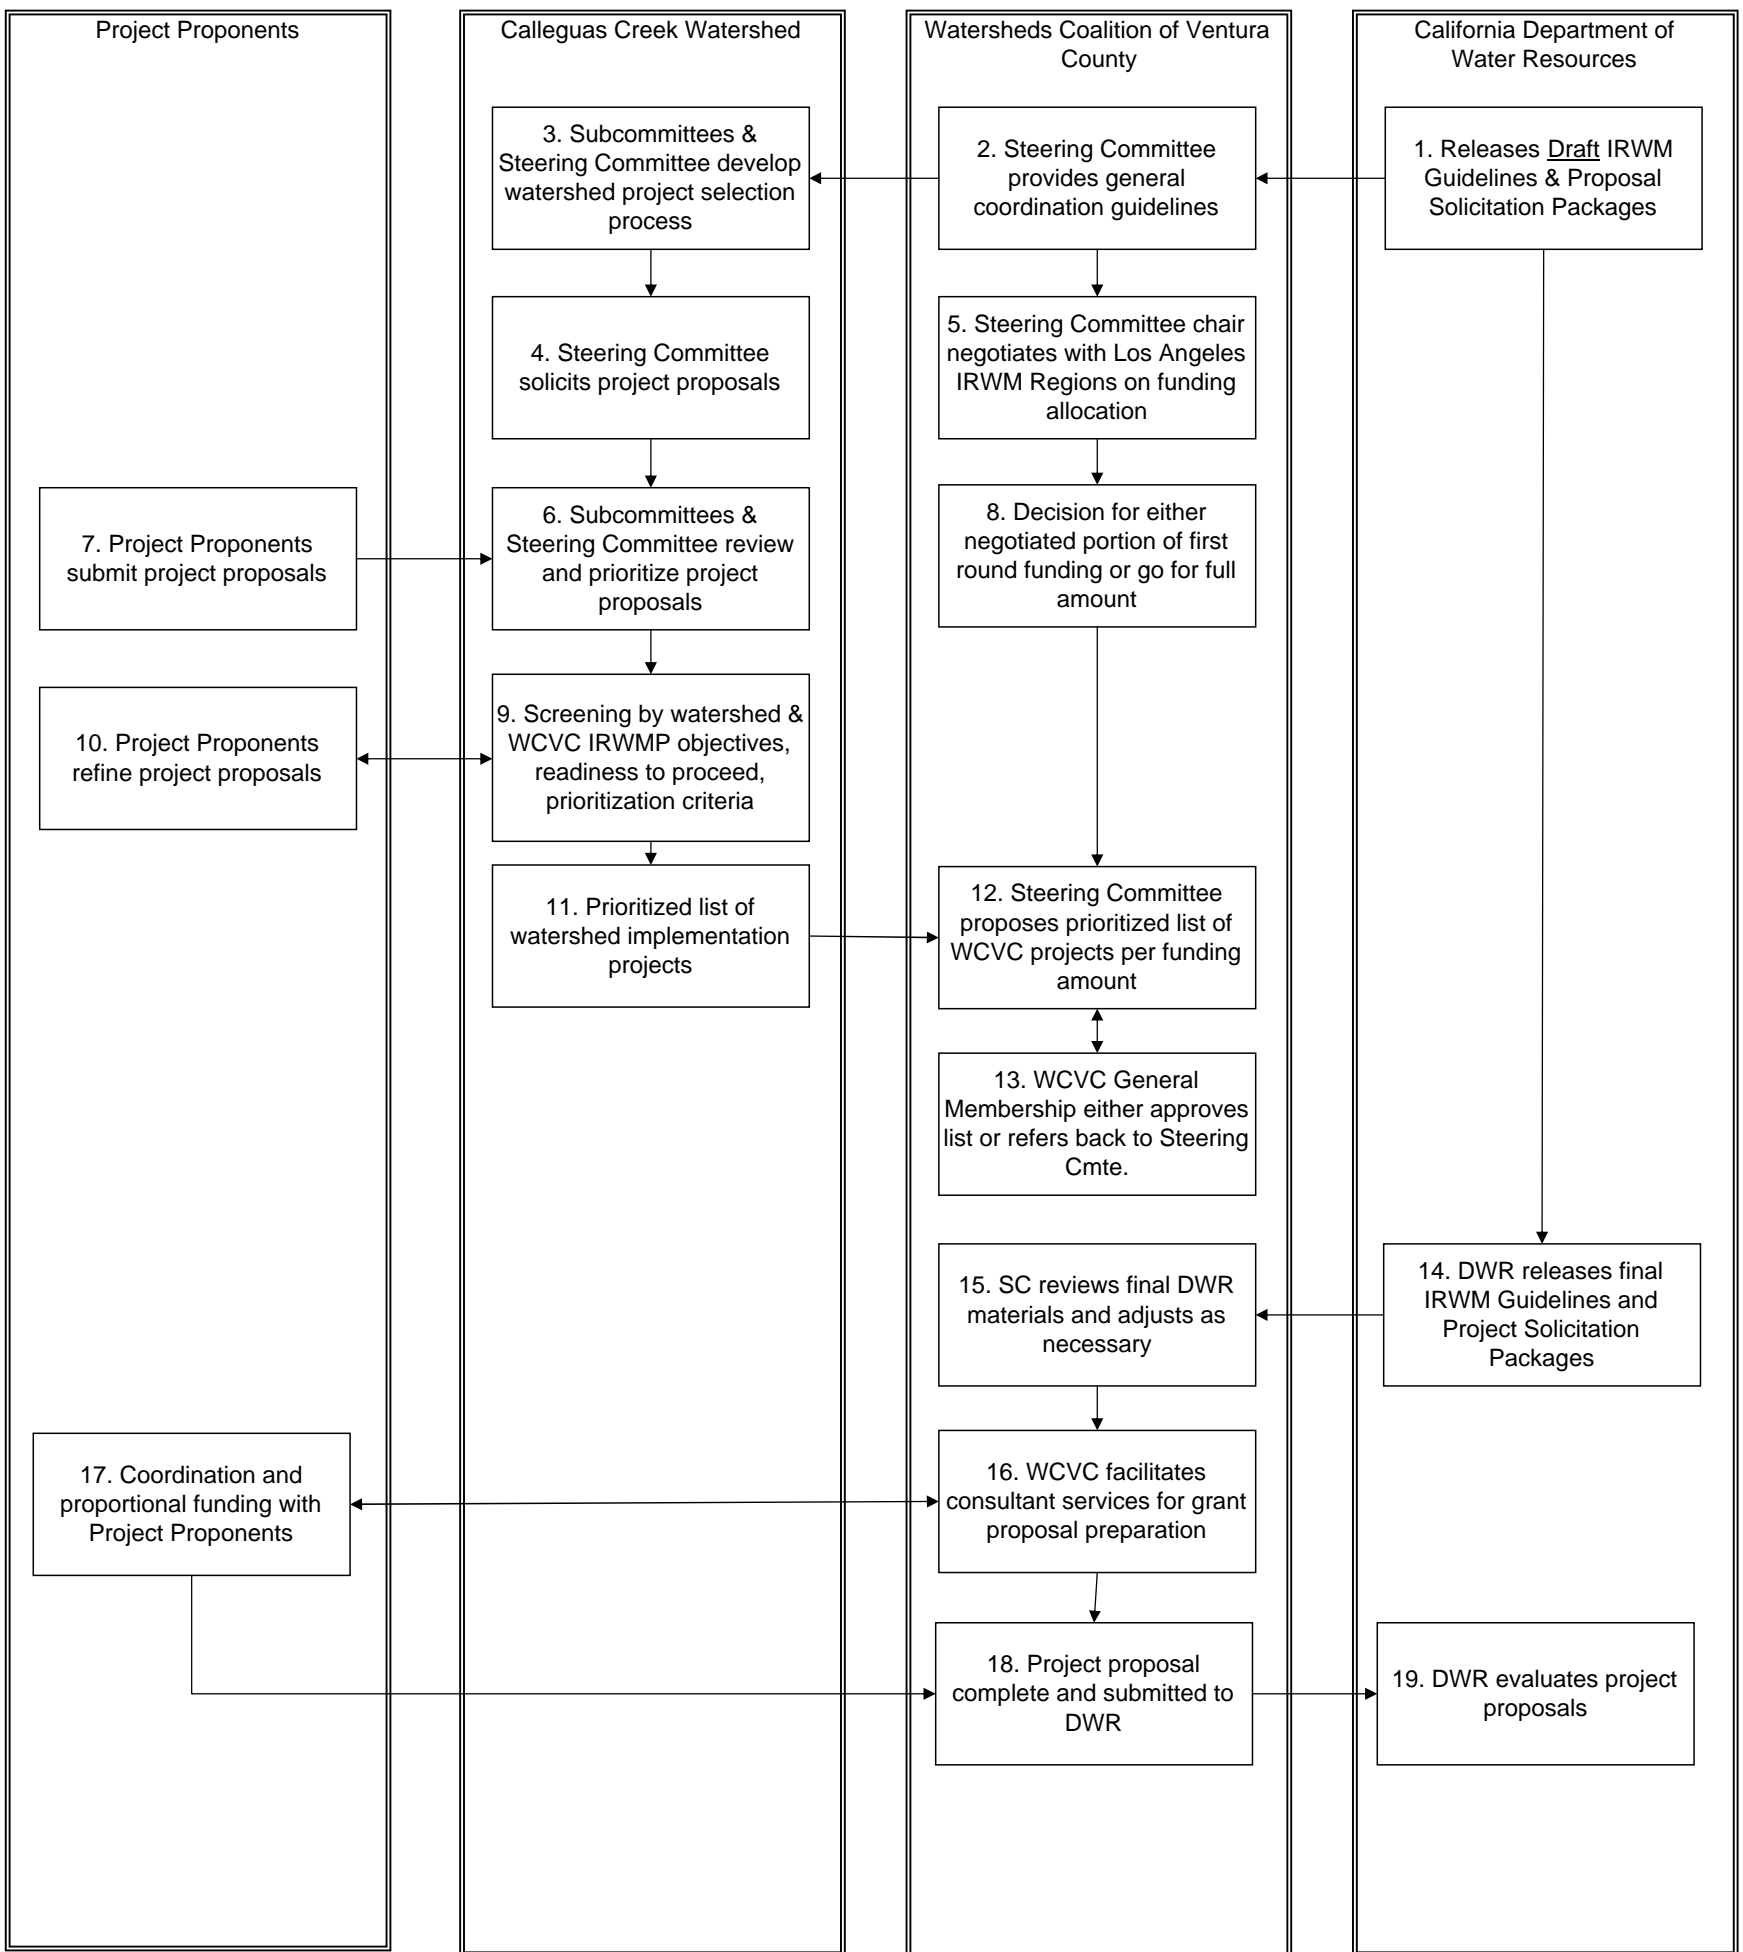 Project Proponents
Calleguas Creek Watershed
Watersheds Coalition of Ventura
County
California Department of
Water Resources
3. Subcommittees &
Steering Committee develop
watershed project selection
process
2. Steering Committee
provides general
coordination guidelines
1. Releases Draft IRWM
Guidelines & Proposal
Solicitation Packages
4. Steering Committee
solicits project proposals
5. Steering Committee chair
negotiates with Los Angeles
IRWM Regions on funding
allocation
7. Project Proponents
submit project proposals
6. Subcommittees &
Steering Committee review
and prioritize project
proposals
8. Decision for either
negotiated portion of first
round funding or go for full
amount
10. Project Proponents
refine project proposals
9. Screening by watershed &
WCVC IRWMP objectives,
readiness to proceed,
prioritization criteria
11. Prioritized list of
watershed implementation
projects
12. Steering Committee
proposes prioritized list of
WCVC projects per funding
amount
13. WCVC General
Membership either approves
list or refers back to Steering
Cmte.
15. SC reviews final DWR
materials and adjusts as
necessary
14. DWR releases final
IRWM Guidelines and
Project Solicitation
Packages
17. Coordination and
proportional funding with
Project Proponents
16. WCVC facilitates
consultant services for grant
proposal preparation
18. Project proposal
complete and submitted to
DWR
19. DWR evaluates project
proposals